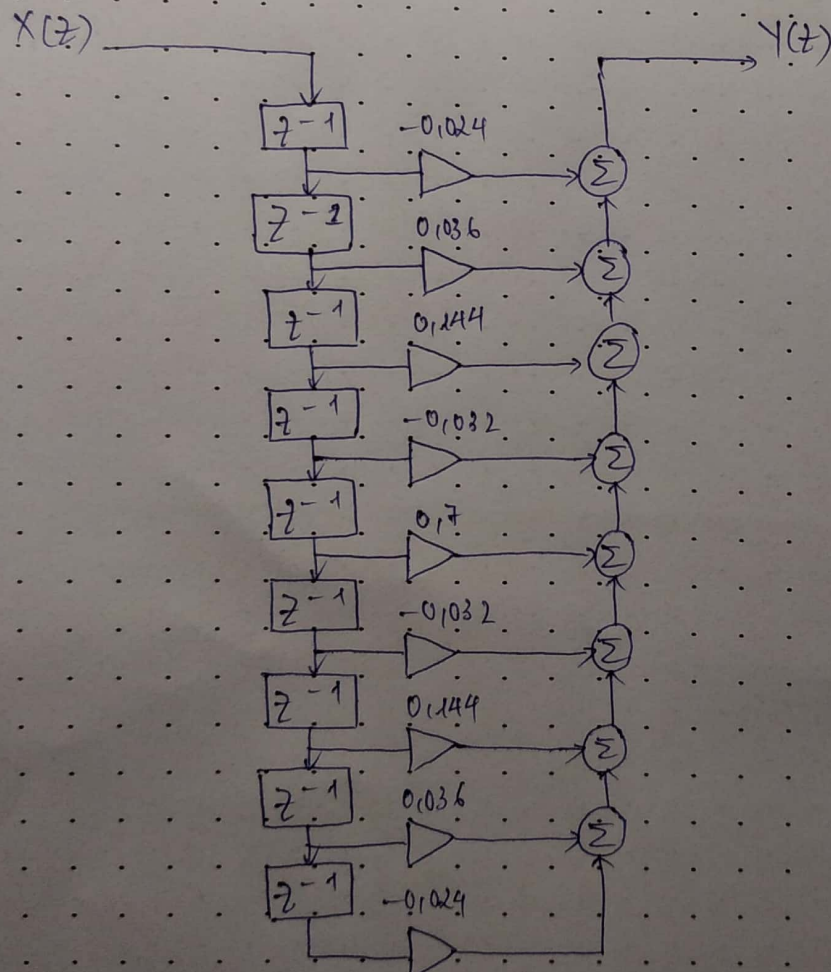 X(z) Y(z)
z⁻¹ -0,024 Σ
z⁻¹ 0,036 Σ
z⁻¹ 0,144 Σ
z⁻¹ -0,032 Σ
z⁻¹ 0,7 Σ
z⁻¹ -0,032 Σ
z⁻¹ 0,144 Σ
z⁻¹ 0,036 Σ
z⁻¹ -0,024